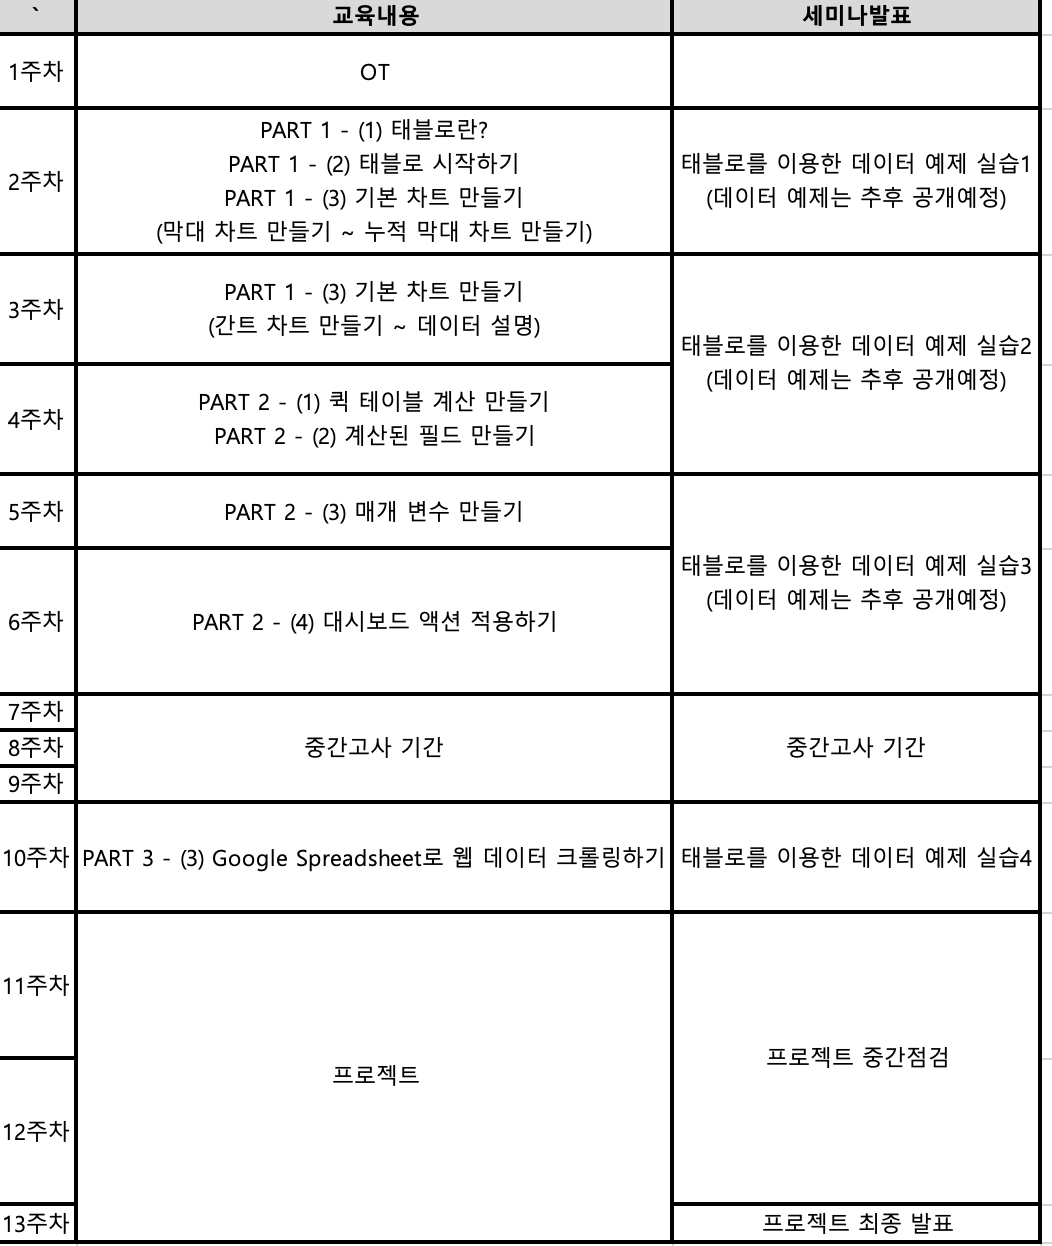 `
교육내용
세미나발표
1주차
OT
2주차
PART 1 - (1) 태블로란?
PART 1 - (2) 태블로 시작하기
PART 1 - (3) 기본 차트 만들기
(막대 차트 만들기 ~ 누적 막대 차트 만들기)
태블로를 이용한 데이터 예제 실습1
(데이터 예제는 추후 공개예정)
3주차
PART 1 - (3) 기본 차트 만들기
(간트 차트 만들기 ~ 데이터 설명)
태블로를 이용한 데이터 예제 실습2
(데이터 예제는 추후 공개예정)
4주차
PART 2 - (1) 퀵 테이블 계산 만들기
PART 2 - (2) 계산된 필드 만들기
5주차
PART 2 - (3) 매개 변수 만들기
태블로를 이용한 데이터 예제 실습3
(데이터 예제는 추후 공개예정)
6주차
PART 2 - (4) 대시보드 액션 적용하기
7주차
8주차
9주차
중간고사 기간
중간고사 기간
10주차
PART 3 - (3) Google Spreadsheet로 웹 데이터 크롤링하기
태블로를 이용한 데이터 예제 실습4
11주차
프로젝트
프로젝트 중간점검
12주차
13주차
프로젝트 최종 발표